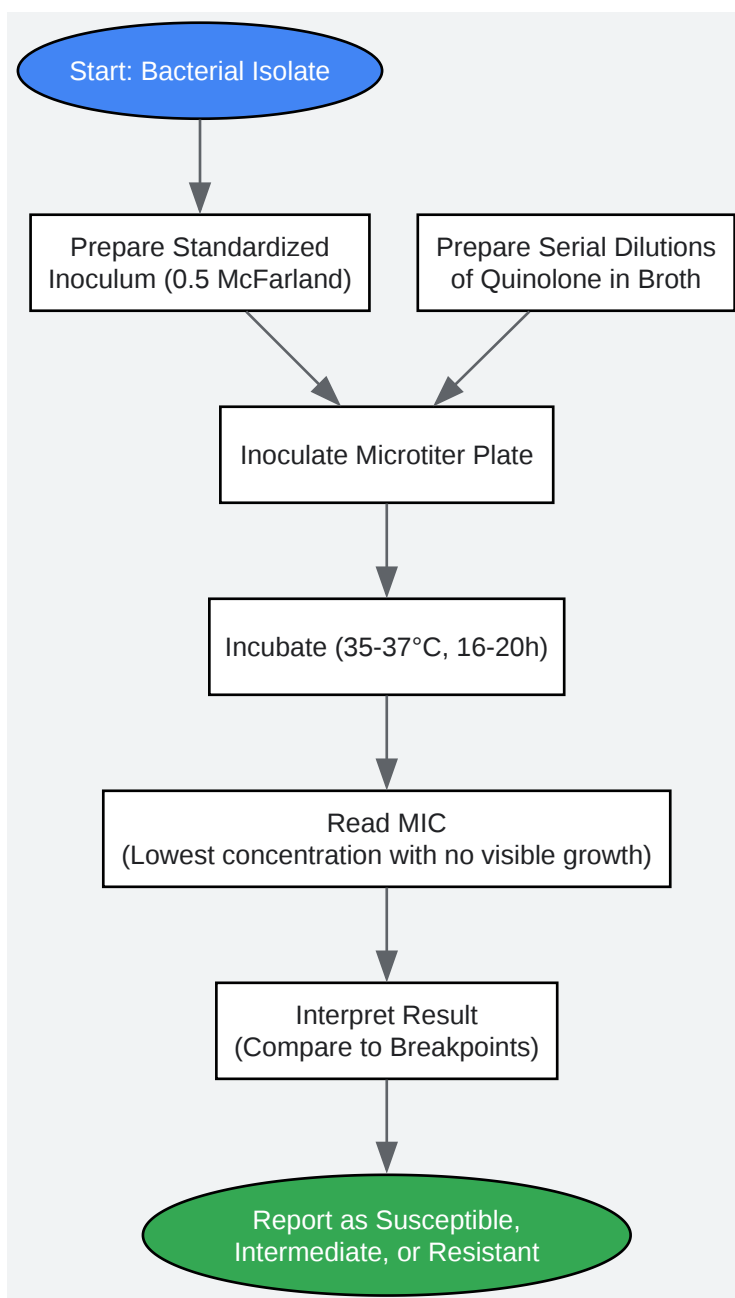 Start: Bacterial Isolate
Prepare Standardized
Inoculum (0.5 McFarland)
Prepare Serial Dilutions
of Quinolone in Broth
Inoculate Microtiter Plate
Incubate (35-37°C, 16-20h)
Read MIC
(Lowest concentration with no visible growth)
Interpret Result
(Compare to Breakpoints)
Report as Susceptible,
Intermediate, or Resistant